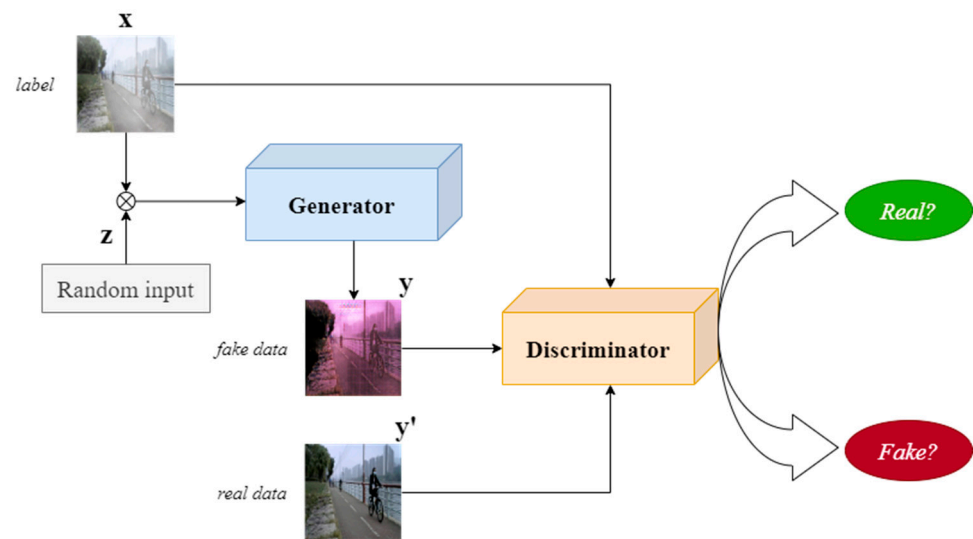 x
label
Generator
z
Random input
y
fake data
Discriminator
y'
real data
Real?
Fake?